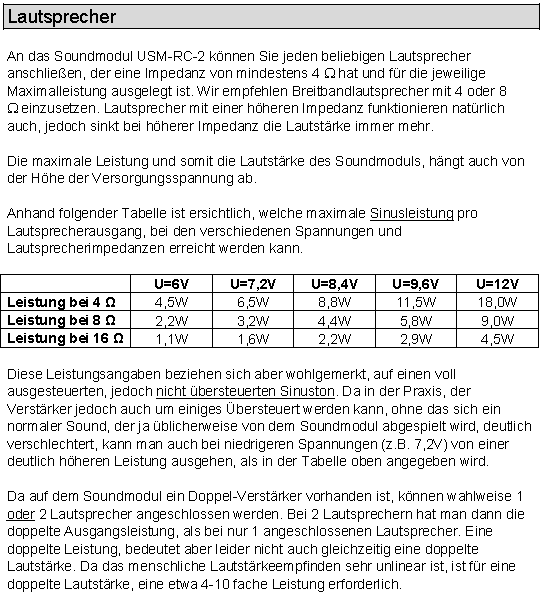 Lautsprecher
An das Soundmodul USM-RC-2 können Sie jeden beliebigen Lautsprecher
anschließen, der eine Impedanz von mindestens 4 Ω hat und für die jeweilige
Maximalleistung ausgelegt ist. Wir empfehlen Breitbandlautsprecher mit 4 oder 8
Ω einzusetzen. Lautsprecher mit einer höheren Impedanz funktionieren natürlich
auch, jedoch sinkt bei höherer Impedanz die Lautstärke immer mehr.
Die maximale Leistung und somit die Lautstärke des Soundmoduls, hängt auch von
der Höhe der Versorgungsspannung ab.
Anhand folgender Tabelle ist ersichtlich, welche maximale Sinusleistung pro
Lautsprecherausgang, bei den verschiedenen Spannungen und
Lautsprecherimpedanzen erreicht werden kann.
U=6V U=7,2V U=8,4V U=9,6V U=12V
Leistung bei 4 Ω 4,5W 6,5W 8,8W 11,5W 18,0W
Leistung bei 8 Ω 2,2W 3,2W 4,4W 5,8W 9,0W
Leistung bei 16 Ω 1,1W 1,6W 2,2W 2,9W 4,5W
Diese Leistungsangaben beziehen sich aber wohlgemerkt, auf einen voll
ausgesteuerten, jedoch nicht übersteuerten Sinuston. Da in der Praxis, der
Verstärker jedoch auch um einiges Übersteuert werden kann, ohne das sich ein
normaler Sound, der ja üblicherweise von dem Soundmodul abgespielt wird, deutlich
verschlechtert, kann man auch bei niedrigeren Spannungen (z.B. 7,2V) von einer
deutlich höheren Leistung ausgehen, als in der Tabelle oben angegeben wird.
Da auf dem Soundmodul ein Doppel-Verstärker vorhanden ist, können wahlweise 1
oder 2 Lautsprecher angeschlossen werden. Bei 2 Lautsprechern hat man dann die
doppelte Ausgangsleistung, als bei nur 1 angeschlossenen Lautsprecher. Eine
doppelte Leistung, bedeutet aber leider nicht auch gleichzeitig eine doppelte
Lautstärke. Da das menschliche Lautstärkeempfinden sehr unlinear ist, ist für eine
doppelte Lautstärke, eine etwa 4-10 fache Leistung erforderlich.